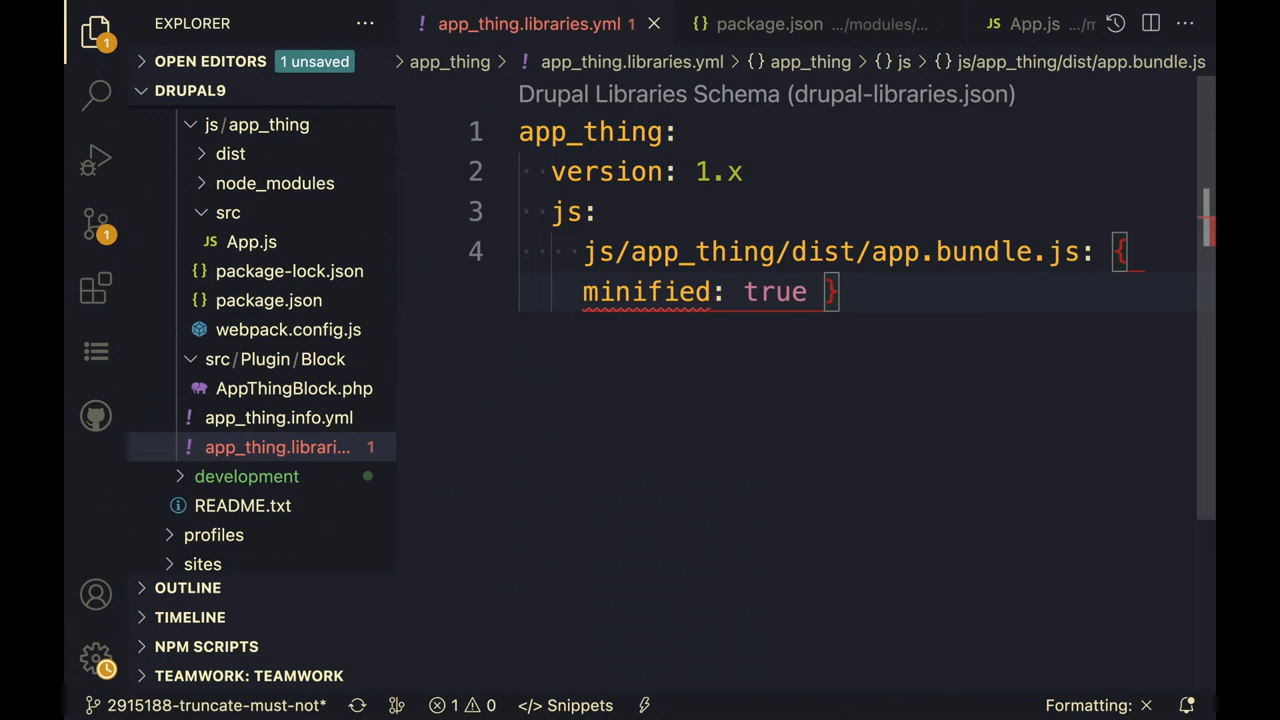 EXPLORER
OPEN EDITORS 1 unsaved
DRUPAL9
js/app_thing
dist
node_modules
src
JS App.js
{} package-lock.json
{} package.json
webpack.config.js
src/Plugin/Block
AppThingBlock.php
! app_thing.info.yml
! app_thing.librari... 1
development
README.txt
profiles
sites
OUTLINE
TIMELINE
NPM SCRIPTS
TEAMWORK: TEAMWORK
1
1
! app_thing.libraries.yml 1
{} package.json .../modules/...
JS App.js .../m
app_thing > ! app_thing.libraries.yml > {} app_thing > {} js > {} js/app_thing/dist/app.bundle.js
Drupal Libraries Schema (drupal-libraries.json)
1 app_thing:
2 version: 1.x
3 js:
4 js/app_thing/dist/app.bundle.js: {
minified: true }
2915188-truncate-must-not* 1 0 </> Snippets Formatting: ×